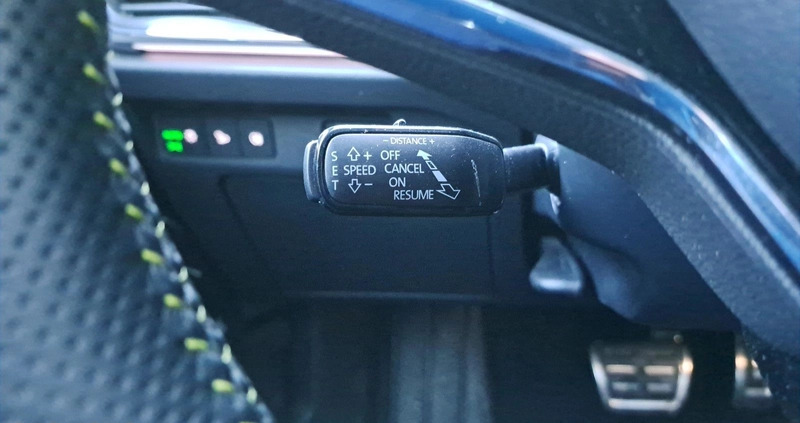 - DISTANCE +
S + OFF
E SPEED CANCEL
T - ON
RESUME